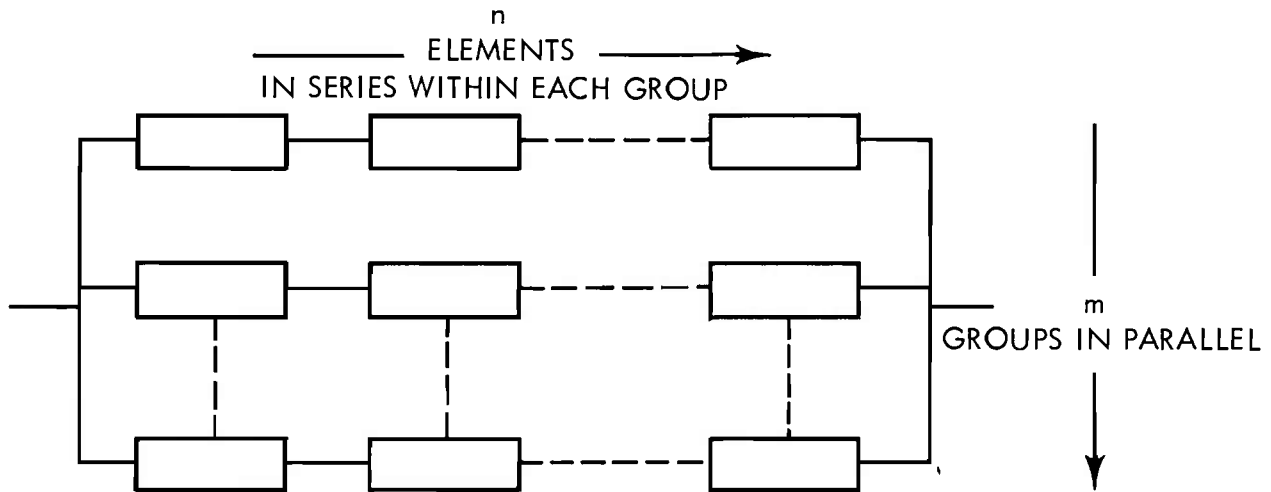 n
ELEMENTS
IN SERIES WITHIN EACH GROUP
m
GROUPS IN PARALLEL